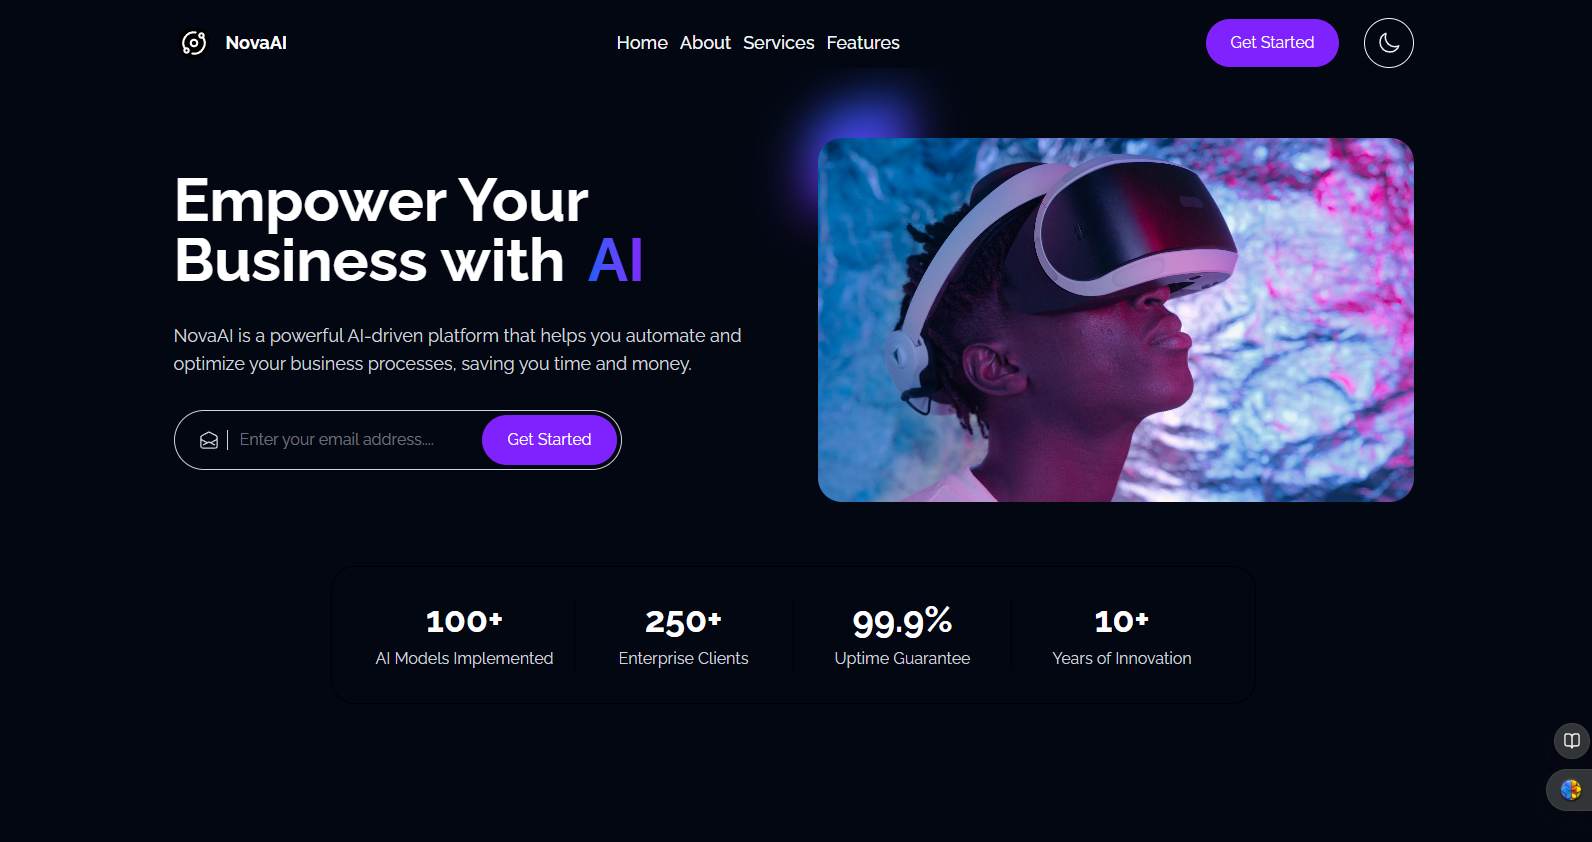 NovaAI
Home About Services Features
Get Started
Empower Your
Business with AI
NovaAI is a powerful AI-driven platform that helps you automate and
optimize your business processes, saving you time and money.
Enter your email address....
Get Started
100+
AI Models Implemented
250+
Enterprise Clients
99.9%
Uptime Guarantee
10+
Years of Innovation